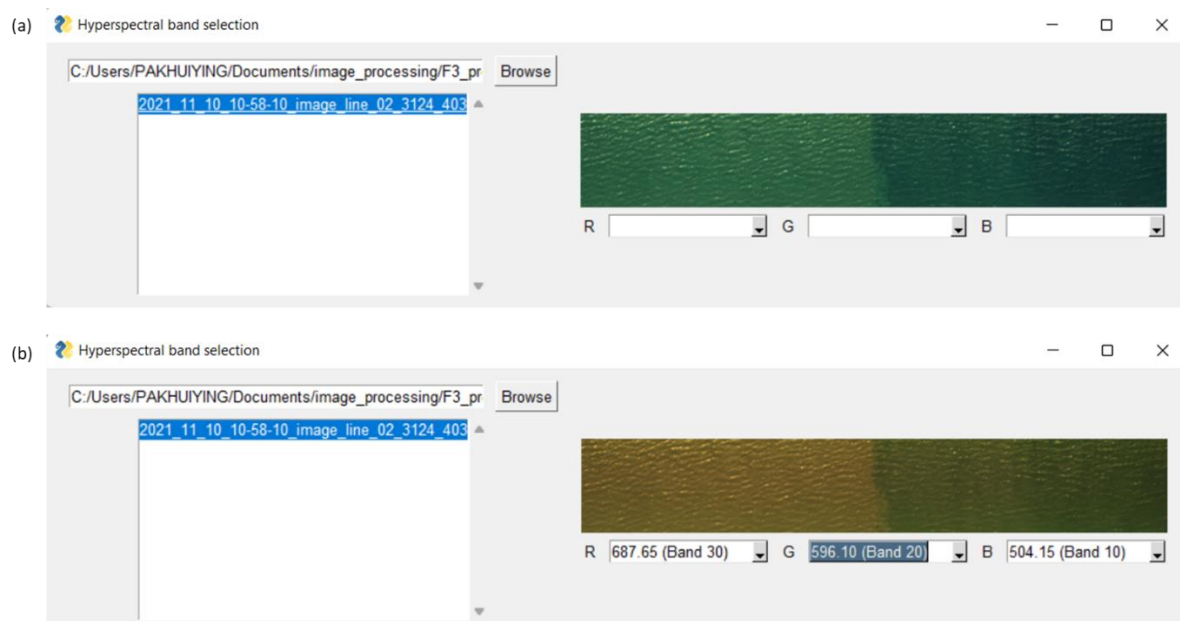 (a) Hyperspectral band selection
C:/Users/PAKHUIYING/Documents/image_processing/F3_pr Browse
2021_11_10_10-58-10_image_line_02_3124_403
R G B
(b) Hyperspectral band selection
C:/Users/PAKHUIYING/Documents/image_processing/F3_pr Browse
2021_11_10_10-58-10_image_line_02_3124_403
R 687.65 (Band 30) G 596.10 (Band 20) B 504.15 (Band 10)